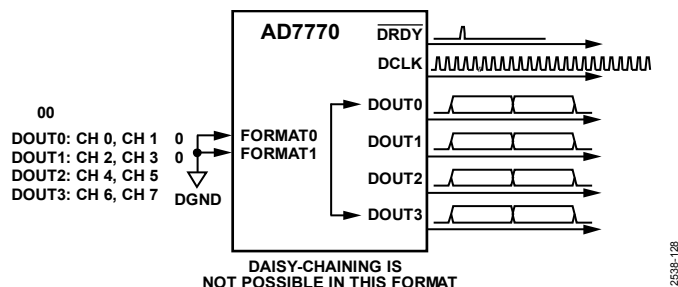 AD7770
DRDY
DCLK
00
DOUT0: CH 0, CH 1 0
DOUT1: CH 2, CH 3 0
DOUT2: CH 4, CH 5
DOUT3: CH 6, CH 7
DGND
FORMAT0
FORMAT1
DOUT0
DOUT1
DOUT2
DOUT3
DAISY-CHAINING IS
NOT POSSIBLE IN THIS FORMAT
2538-128